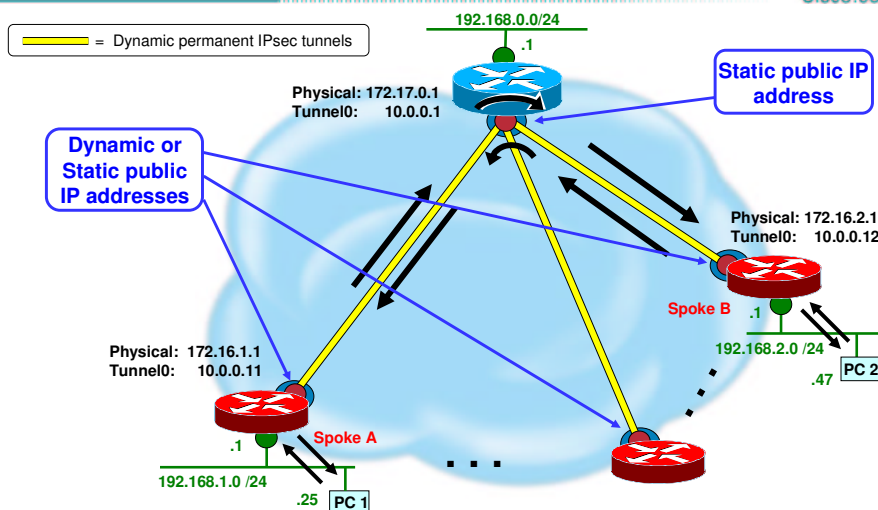 192.168.0.0/24
= Dynamic permanent IPsec tunnels
.1
Physical: 172.17.0.1
Tunnel0: 10.0.0.1
Static public IP
address
Dynamic or
Static public
IP addresses
Physical: 172.16.2.1
Tunnel0: 10.0.0.12
Spoke B
.1
192.168.2.0 /24
.47
PC 2
Physical: 172.16.1.1
Tunnel0: 10.0.0.11
Spoke A
.1
192.168.1.0 /24
.25
PC 1
. . .
. . .